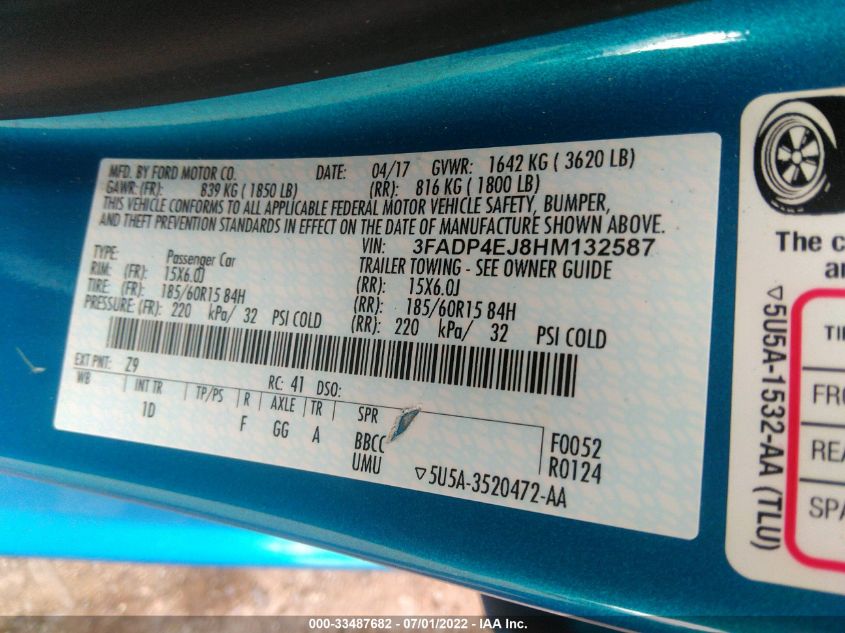 MFD. BY FORD MOTOR CO. DATE: 04/17 GVWR: 1642 KG ( 3620 LB)
GAWR: (FR): 839 KG ( 1850 LB) (RR): 816 KG ( 1800 LB)
THIS VEHICLE CONFORMS TO ALL APPLICABLE FEDERAL MOTOR VEHICLE SAFETY, BUMPER,
AND THEFT PREVENTION STANDARDS IN EFFECT ON THE DATE OF MANUFACTURE SHOWN ABOVE.
VIN: 3FADP4EJ8HM132587
TYPE: Passenger Car TRAILER TOWING - SEE OWNER GUIDE
RIM: (FR) 15X6.0J (RR): 15X6.0J
TIRE: (FR): 185/60R15 84H (RR): 185/60R15 84H
PRESSURE: (FR): 220 kPa/ 32 PSI COLD (RR): 220 kPa/ 32 PSI COLD
EXT PNT: Z9 RC: 41 DSO:
WB INT TR TP/PS R AXLE TR SPR
1D F GG A BBCC F0052
UMU R0124
▽5U5A-3520472-AA
The c
an
▽5U5A-1532-AA (TLU)
TI
FRO
REA
SPA
000-33487682 / 07/01/2022 - IAA Inc.